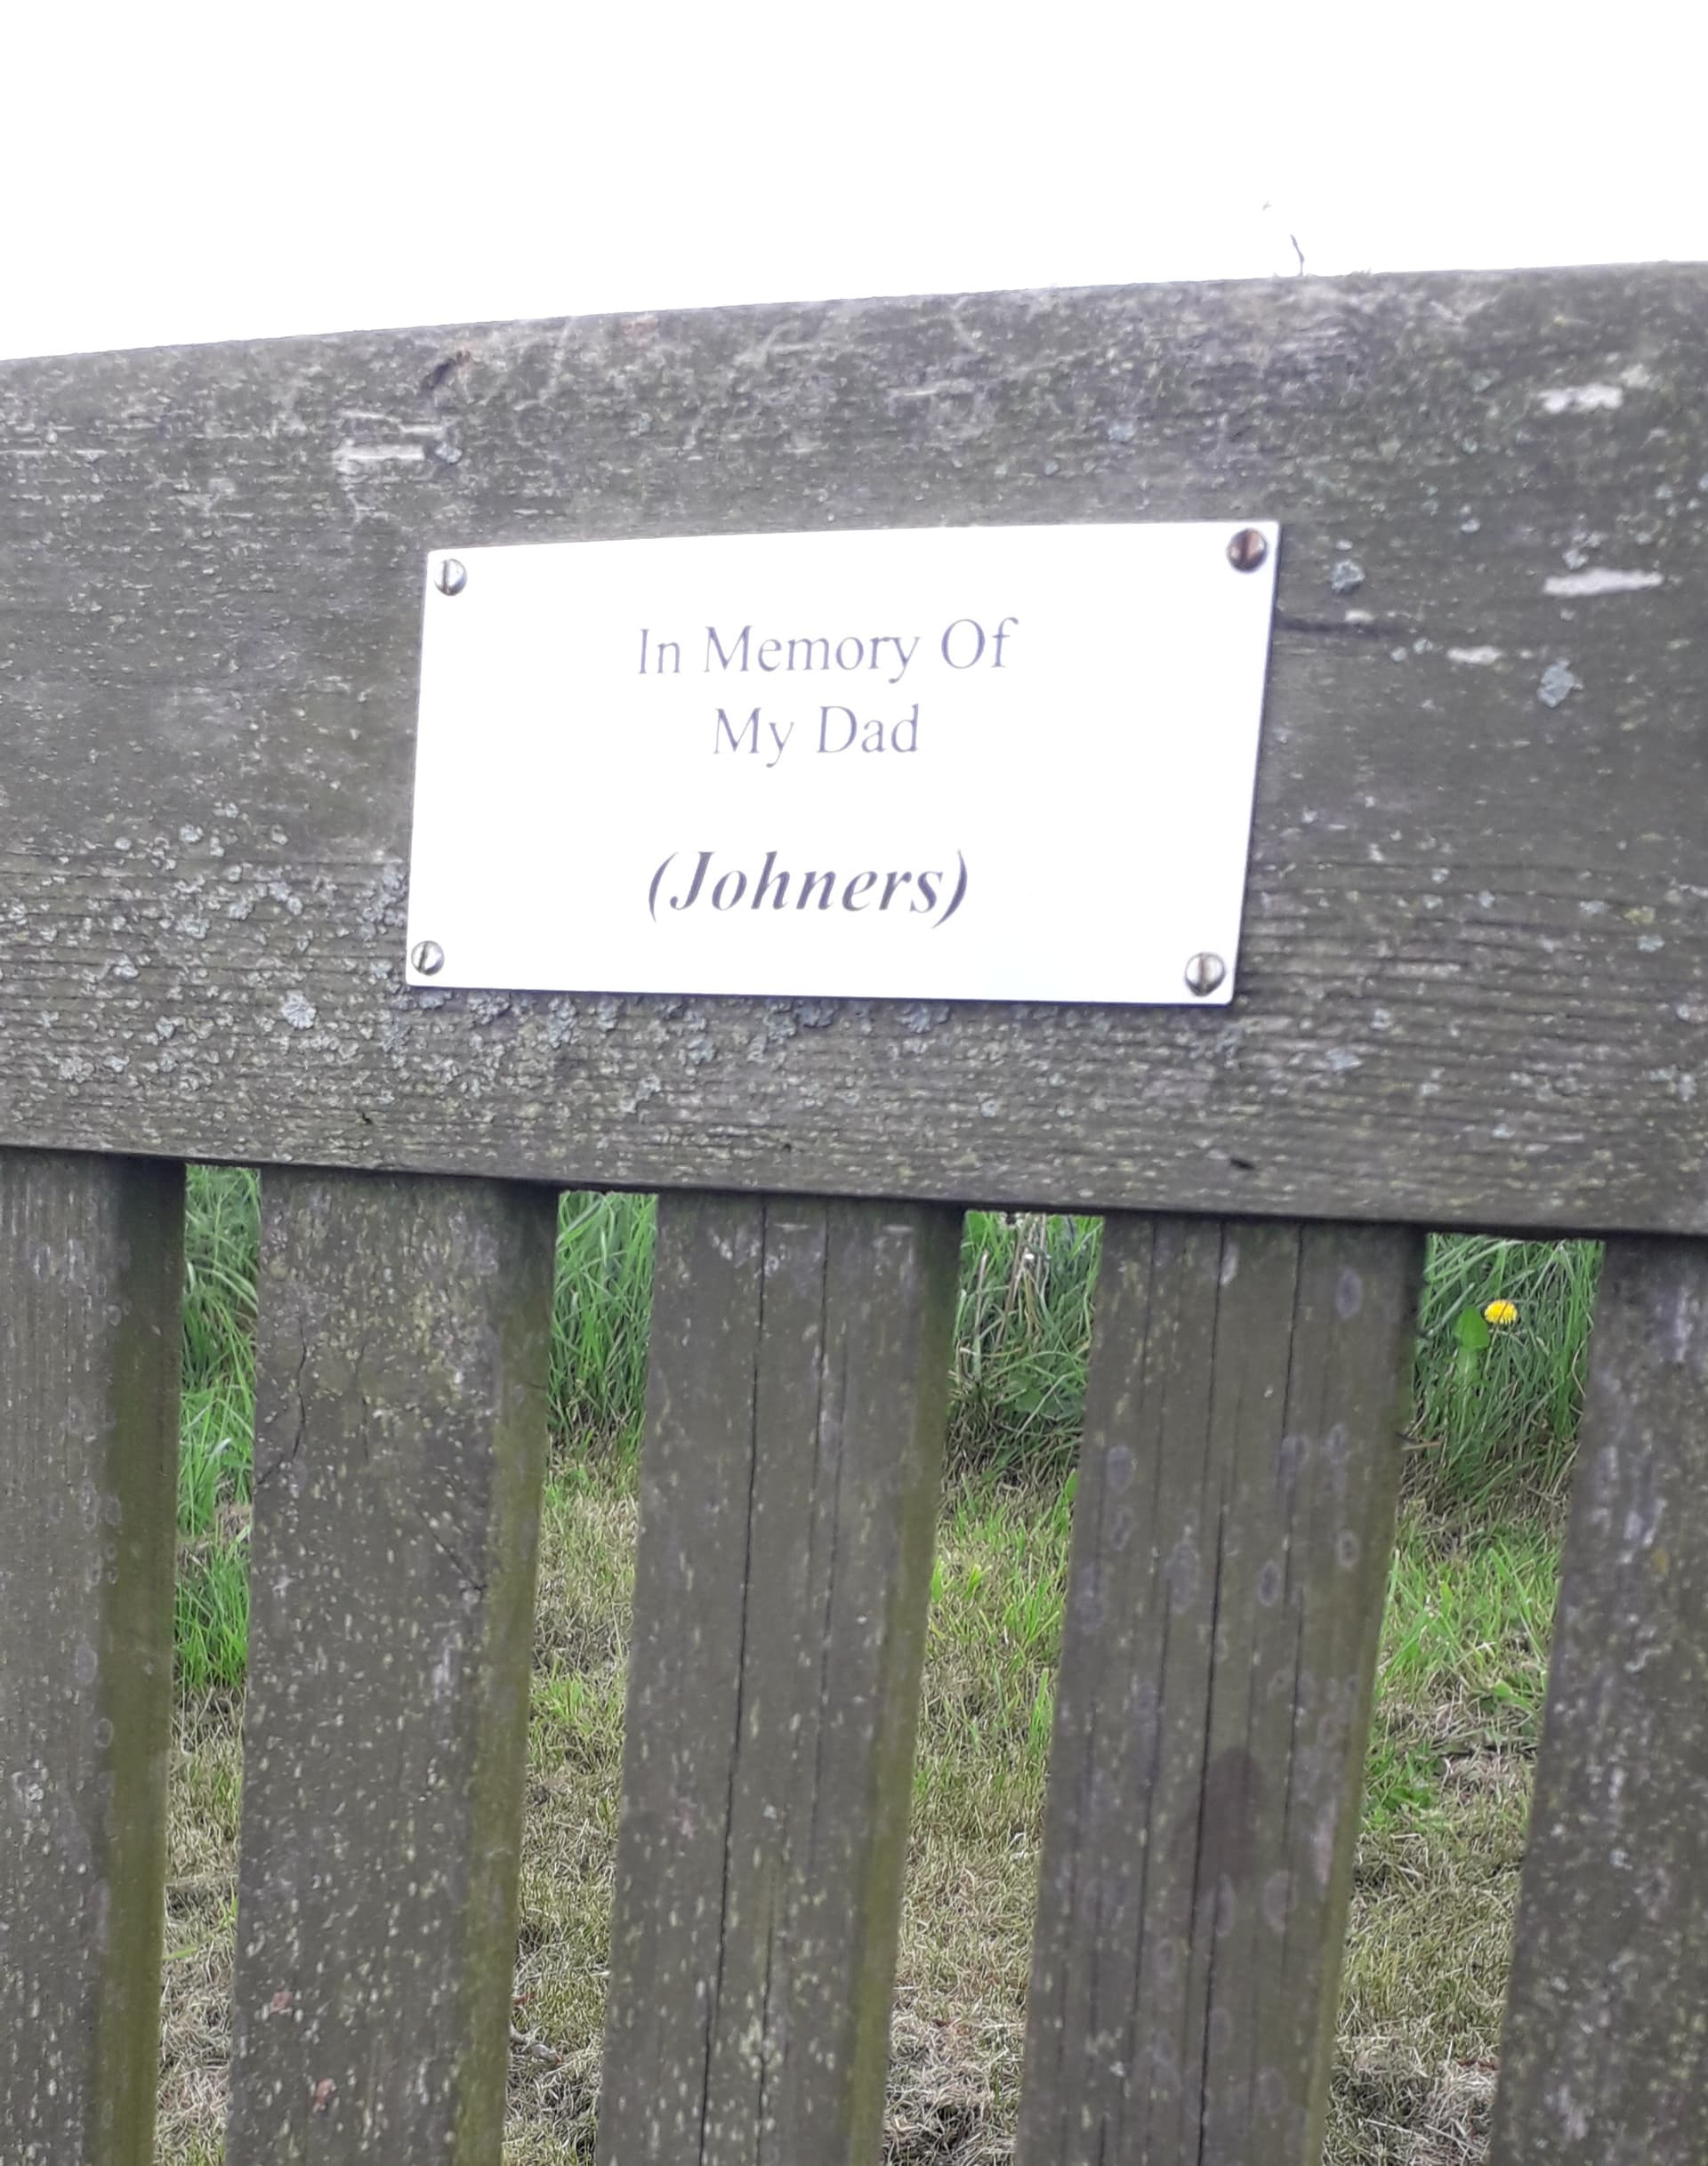 In Memory Of
My Dad
(Johners)